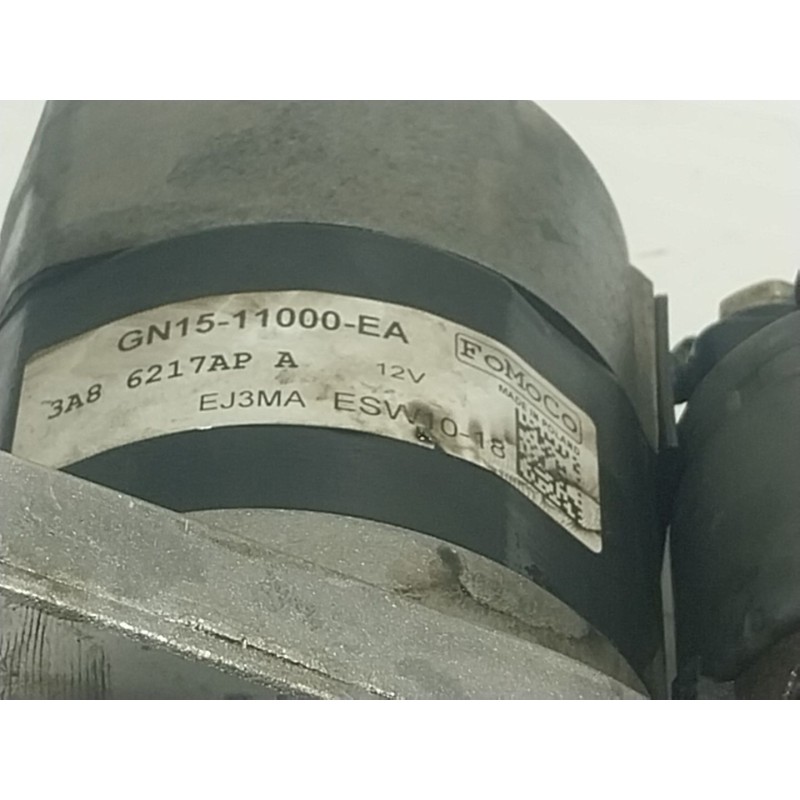 GN15-11000-EA
FoMoCo
3A8 6217AP A
12V
MADE IN POLAND
EJ3MA ESW10-18